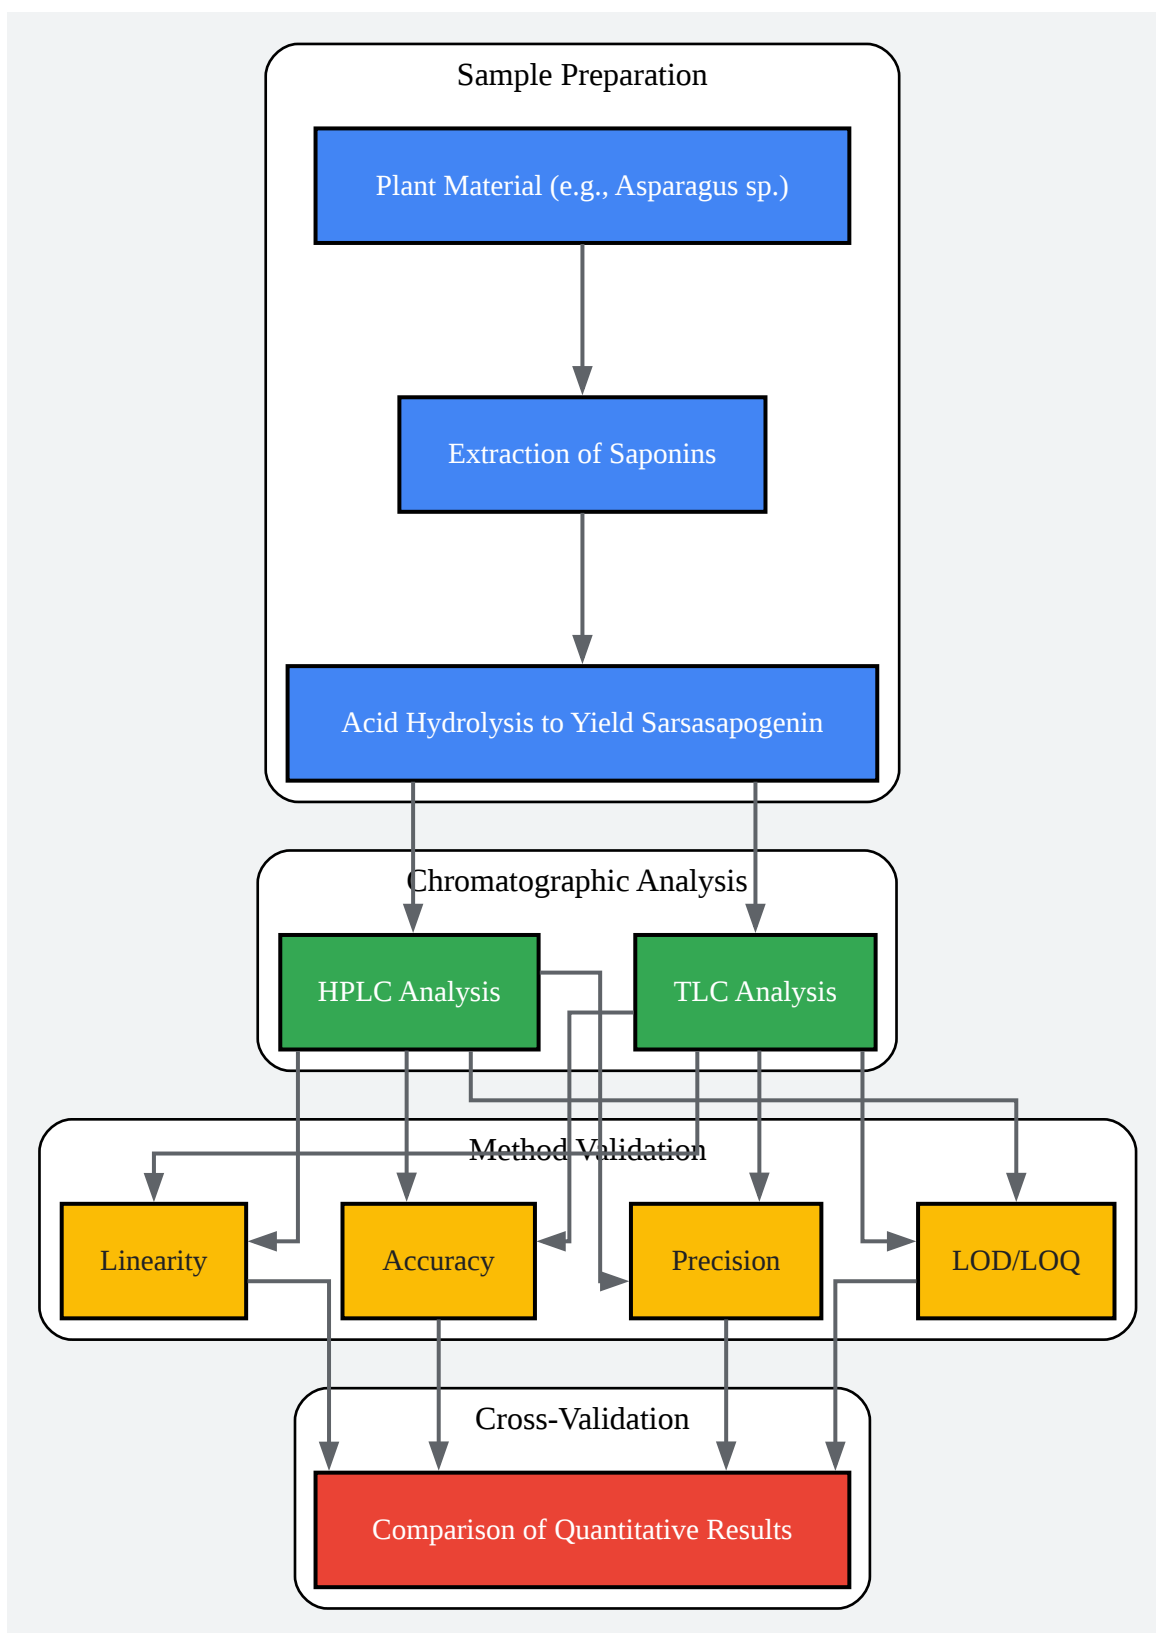 Sample Preparation
Plant Material (e.g., Asparagus sp.)
Extraction of Saponins
Acid Hydrolysis to Yield Sarsasapogenin
Chromatographic Analysis
HPLC Analysis
TLC Analysis
Method Validation
Linearity
Accuracy
Precision
LOD/LOQ
Cross-Validation
Comparison of Quantitative Results